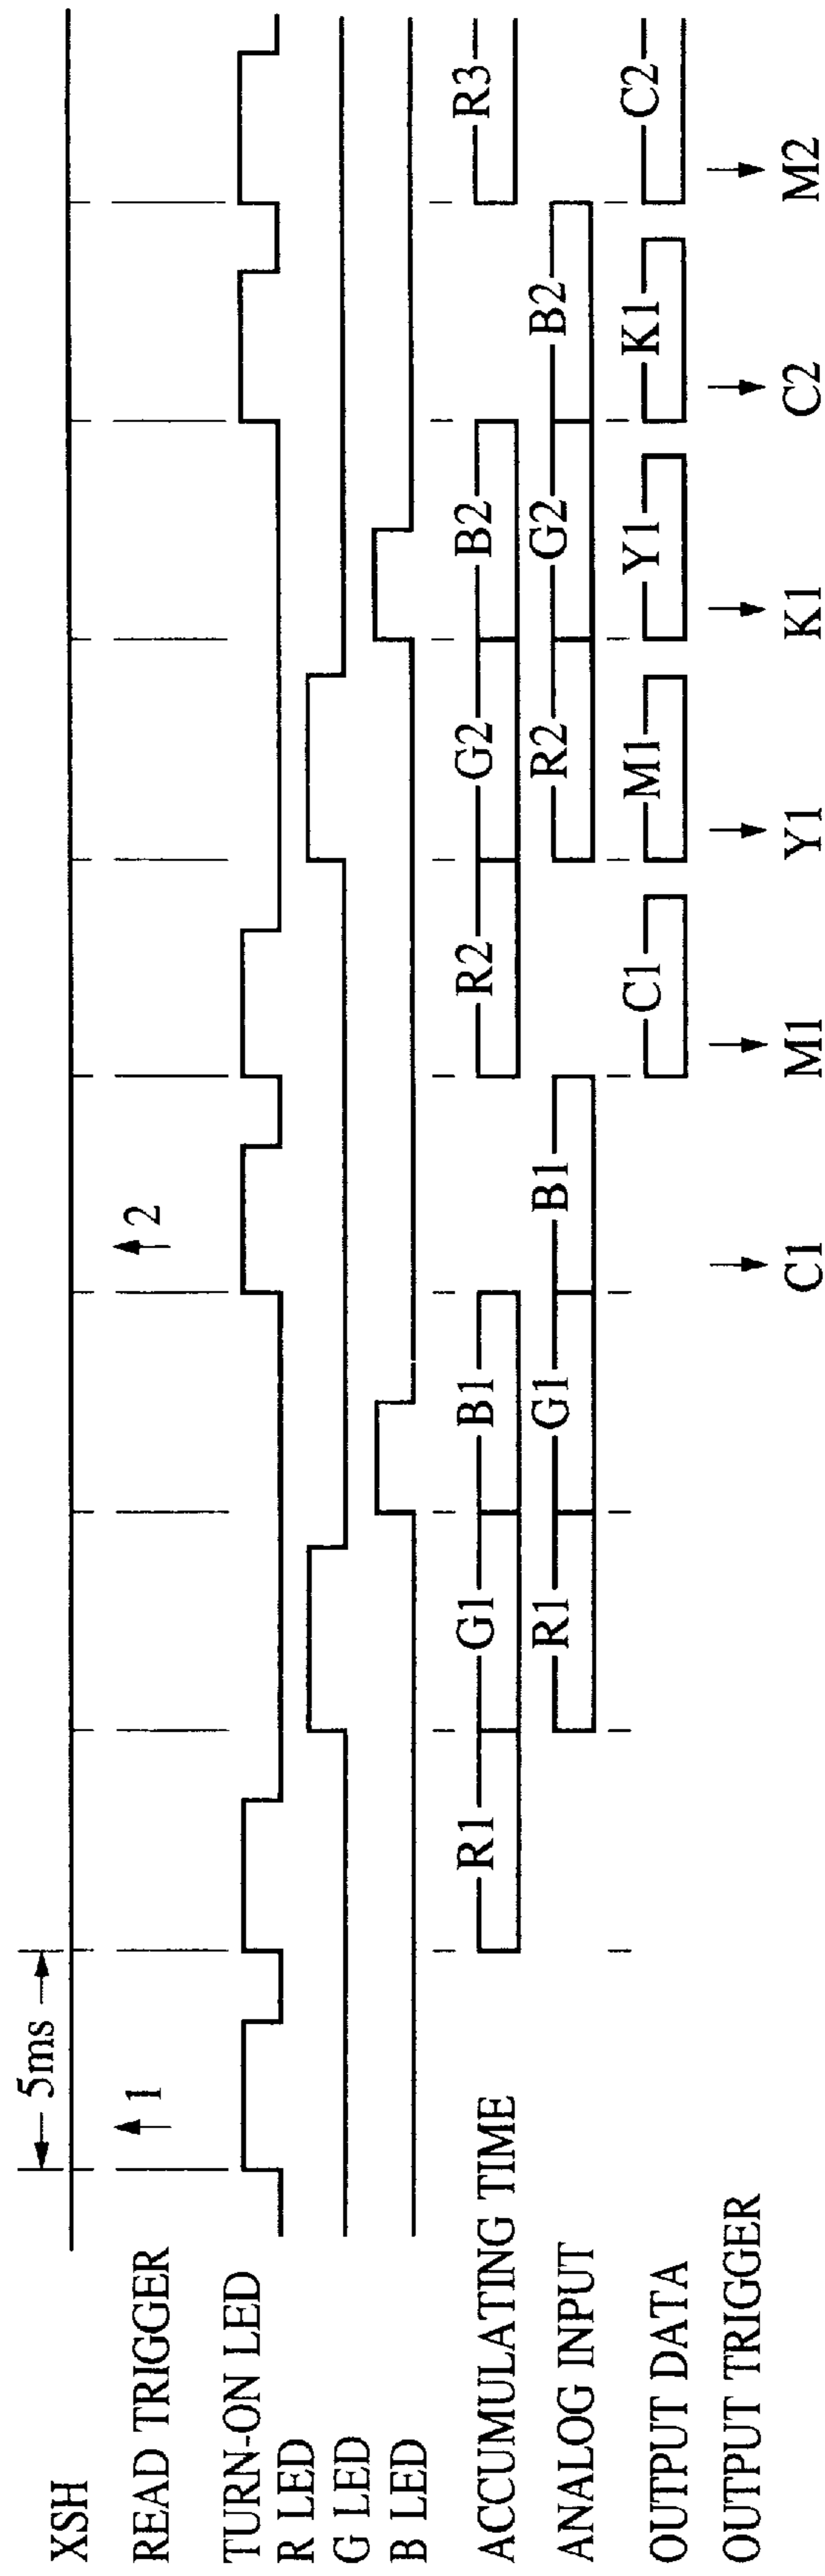 5ms
XSH
READ TRIGGER 1 2
TURN-ON LED
R LED
G LED
B LED
ACCUMULATING TIME R1 G1 B1 R2 G2 B2 R3
ANALOG INPUT R1 G1 B1 R2 G2 B2
OUTPUT DATA C1 M1 Y1 K1 C2
OUTPUT TRIGGER
C1 M1 Y1 K1 C2 M2